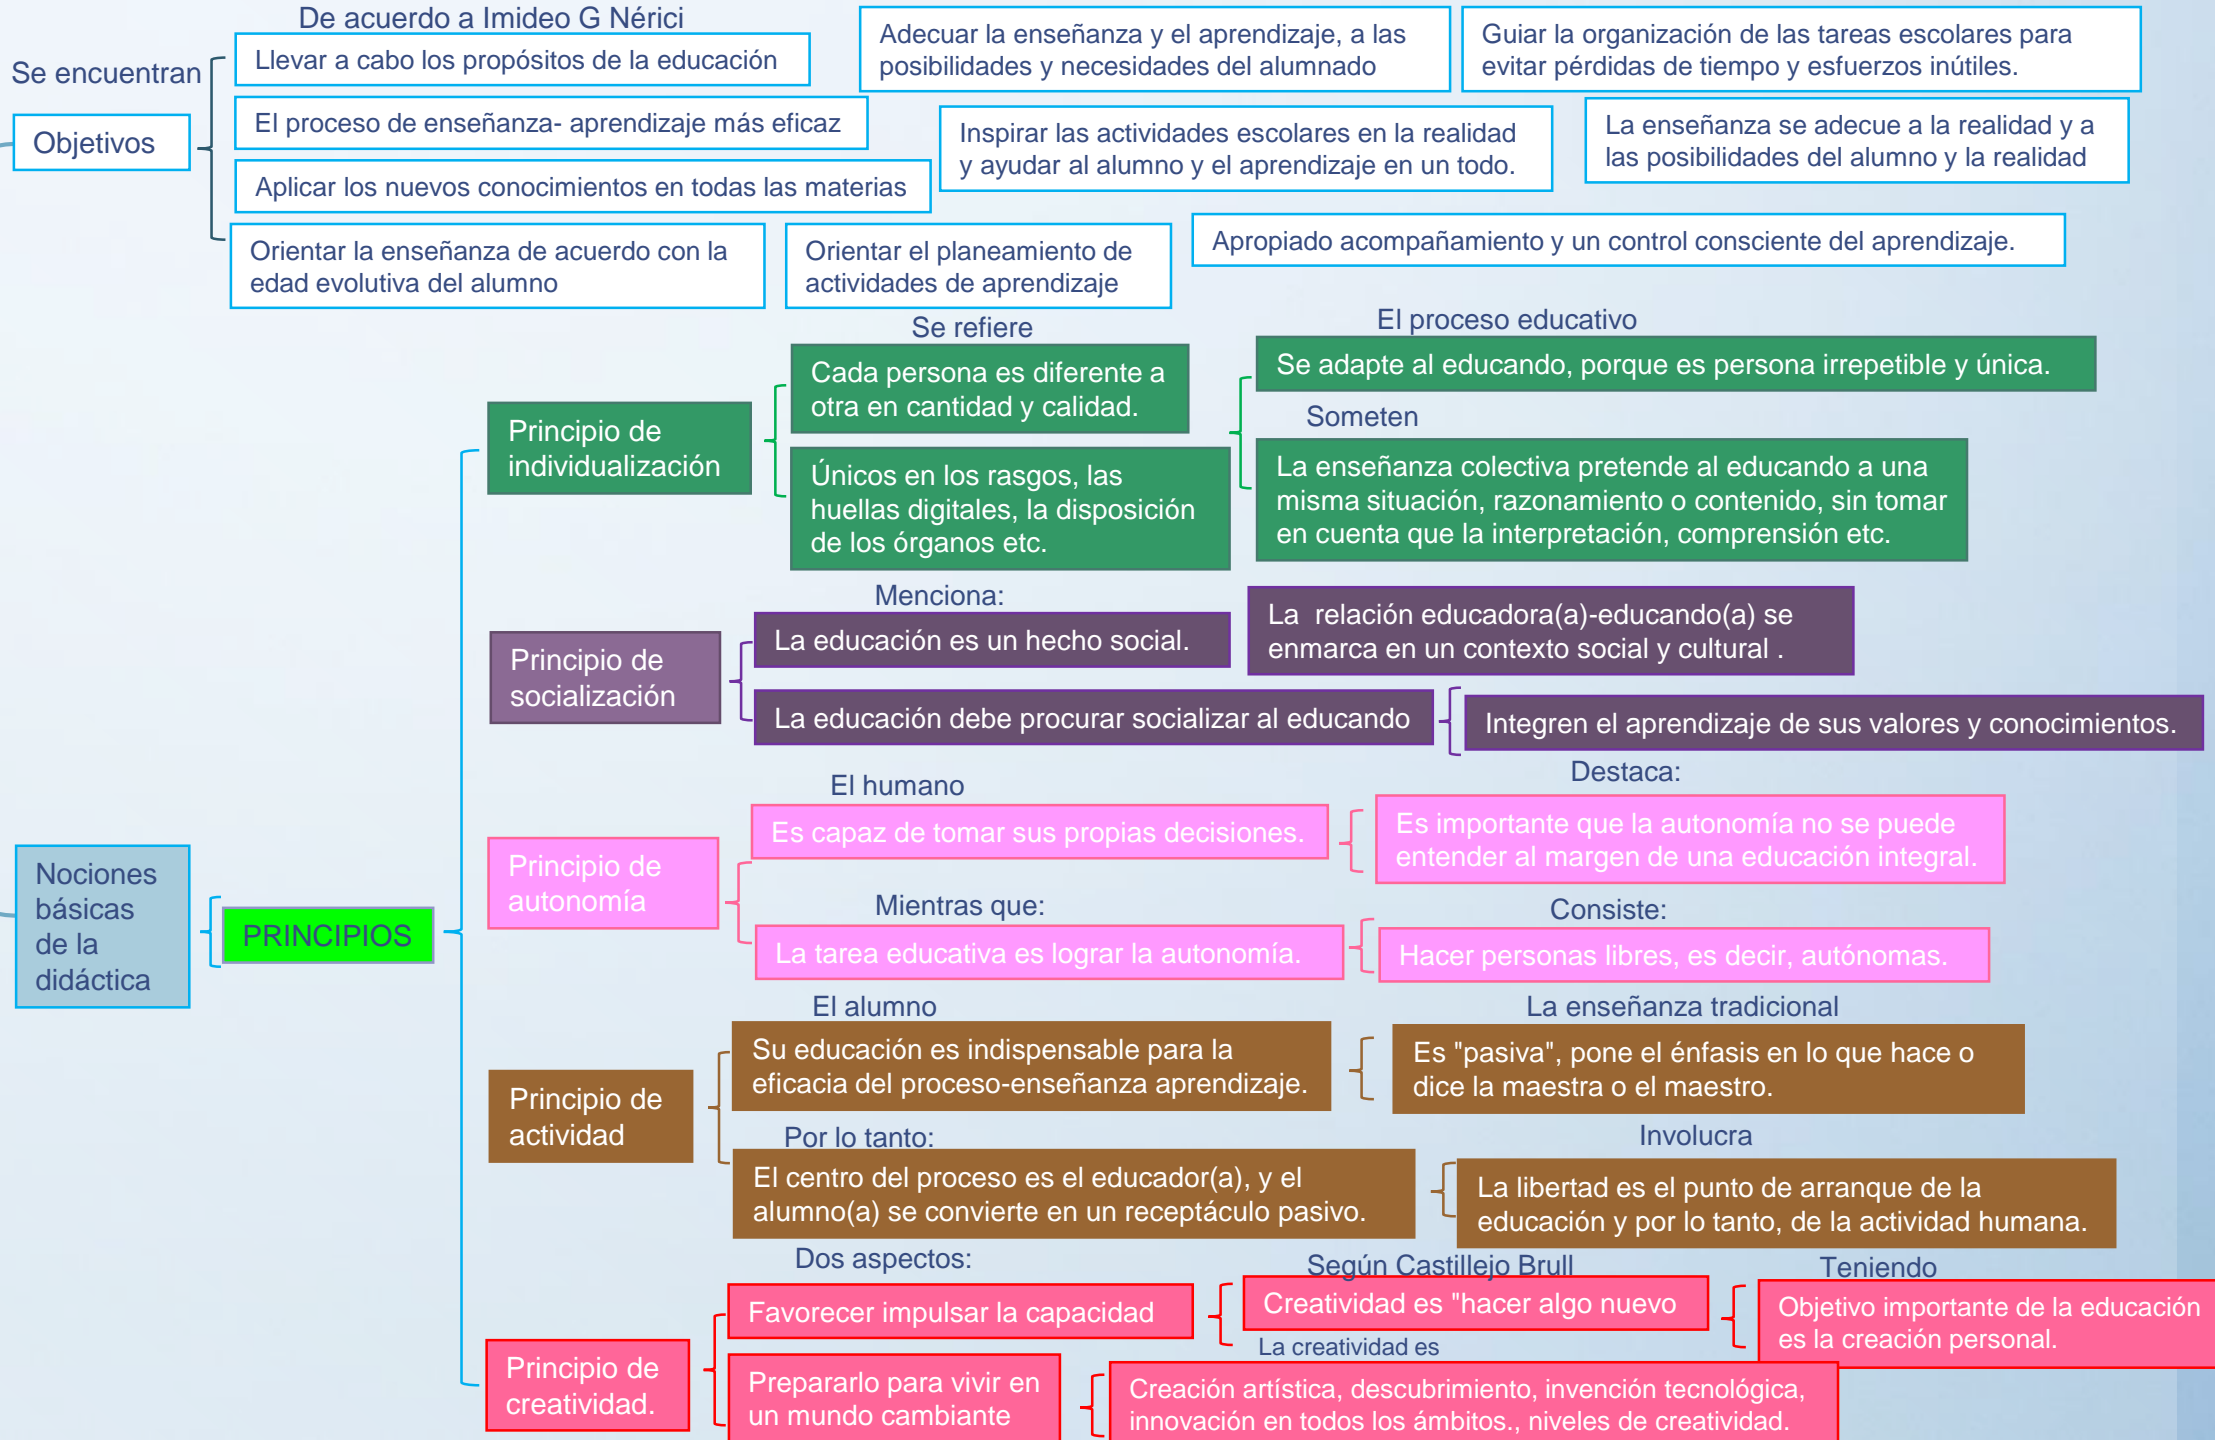 De acuerdo a Imideo G Nérici
Se encuentran
Objetivos
Llevar a cabo los propósitos de la educación
El proceso de enseñanza- aprendizaje más eficaz
Aplicar los nuevos conocimientos en todas las materias
Orientar la enseñanza de acuerdo con la
edad evolutiva del alumno
Adecuar la enseñanza y el aprendizaje, a las
posibilidades y necesidades del alumnado
Guiar la organización de las tareas escolares para
evitar pérdidas de tiempo y esfuerzos inútiles.
Inspirar las actividades escolares en la realidad
y ayudar al alumno y el aprendizaje en un todo.
La enseñanza se adecue a la realidad y a
las posibilidades del alumno y la realidad
Orientar el planeamiento de
actividades de aprendizaje
Apropiado acompañamiento y un control consciente del aprendizaje.
Nociones
básicas
de la
didáctica
PRINCIPIOS
Principio de
individualización
Se refiere
Cada persona es diferente a
otra en cantidad y calidad.
Únicos en los rasgos, las
huellas digitales, la disposición
de los órganos etc.
El proceso educativo
Se adapte al educando, porque es persona irrepetible y única.
Someten
La enseñanza colectiva pretende al educando a una
misma situación, razonamiento o contenido, sin tomar
en cuenta que la interpretación, comprensión etc.
Principio de
socialización
Menciona:
La educación es un hecho social.
La  relación educadora(a)-educando(a) se
enmarca en un contexto social y cultural .
La educación debe procurar socializar al educando
Integren el aprendizaje de sus valores y conocimientos.
Principio de
autonomía
El humano
Es capaz de tomar sus propias decisiones.
Destaca:
Es importante que la autonomía no se puede
entender al margen de una educación integral.
Mientras que:
La tarea educativa es lograr la autonomía.
Consiste:
Hacer personas libres, es decir, autónomas.
Principio de
actividad
El alumno
Su educación es indispensable para la
eficacia del proceso-enseñanza aprendizaje.
La enseñanza tradicional
Es "pasiva", pone el énfasis en lo que hace o
dice la maestra o el maestro.
Por lo tanto:
El centro del proceso es el educador(a), y el
alumno(a) se convierte en un receptáculo pasivo.
Involucra
La libertad es el punto de arranque de la
educación y por lo tanto, de la actividad humana.
Principio de
creatividad.
Dos aspectos:
Favorecer impulsar la capacidad
Según Castillejo Brull
Creatividad es "hacer algo nuevo
Teniendo
Objetivo importante de la educación
es la creación personal.
Prepararlo para vivir en
un mundo cambiante
La creatividad es
Creación artística, descubrimiento, invención tecnológica,
innovación en todos los ámbitos., niveles de creatividad.